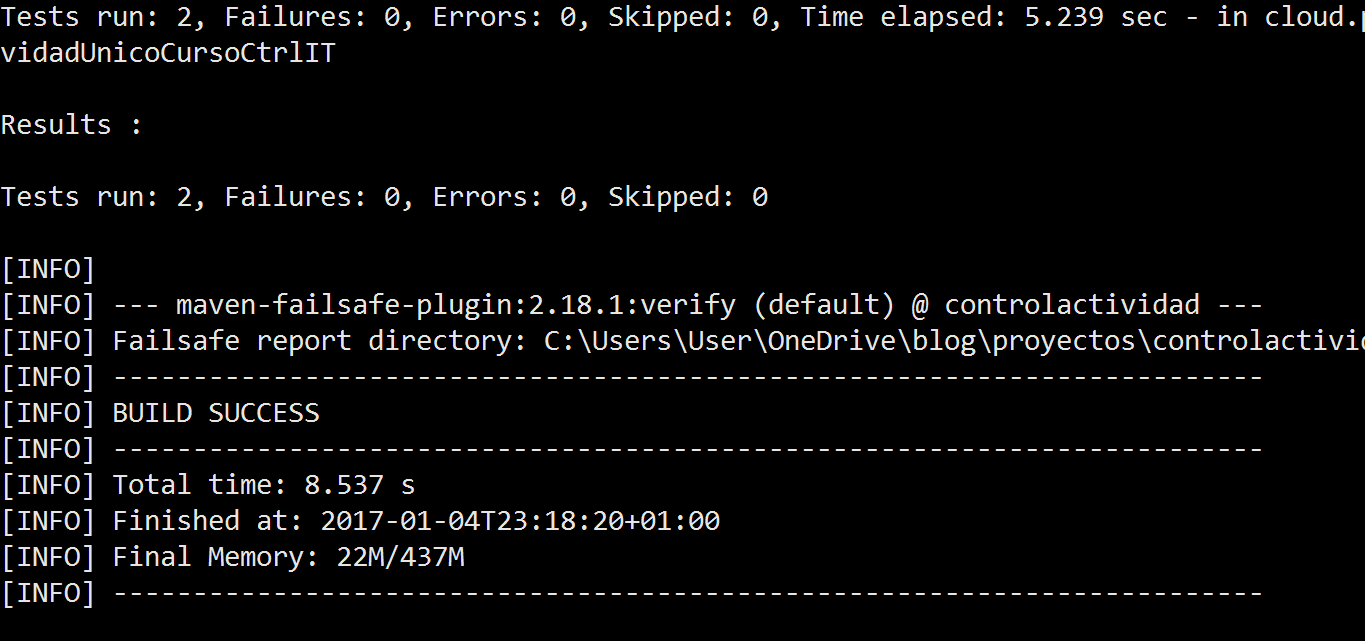 Tests run: 2, Failures: 0, Errors: 0, Skipped: 0, Time elapsed: 5.239 sec - in cloud.p
vidadUnicoCursoCtrlIT
Results :
Tests run: 2, Failures: 0, Errors: 0, Skipped: 0
[INFO]
[INFO] --- maven-failsafe-plugin:2.18.1:verify (default) @ controlactividad ---
[INFO] Failsafe report directory: C:\Users\User\OneDrive\blog\proyectos\controlactivid
[INFO] ------------------------------------------------------------------------
[INFO] BUILD SUCCESS
[INFO] ------------------------------------------------------------------------
[INFO] Total time: 8.537 s
[INFO] Finished at: 2017-01-04T23:18:20+01:00
[INFO] Final Memory: 22M/437M
[INFO] ------------------------------------------------------------------------